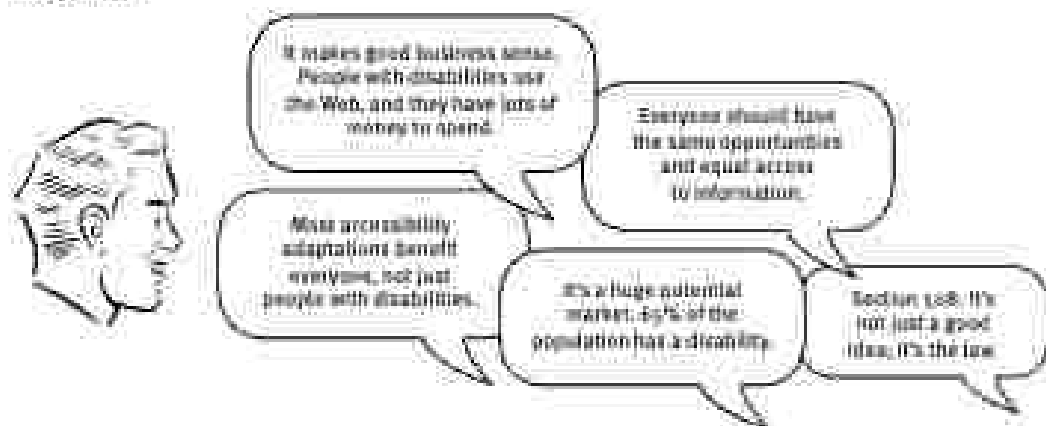 It makes good business sense.
People with disabilities use
the Web, and they have lots of
money to spend.
Everyone should have
the same opportunities
and equal access
to information.
Most accessibility
adaptations benefit
everyone, not just
people with disabilities.
It's a huge potential
market. 65% of the
population has a disability.
Section 508: It's
not just a good
idea; it's the law